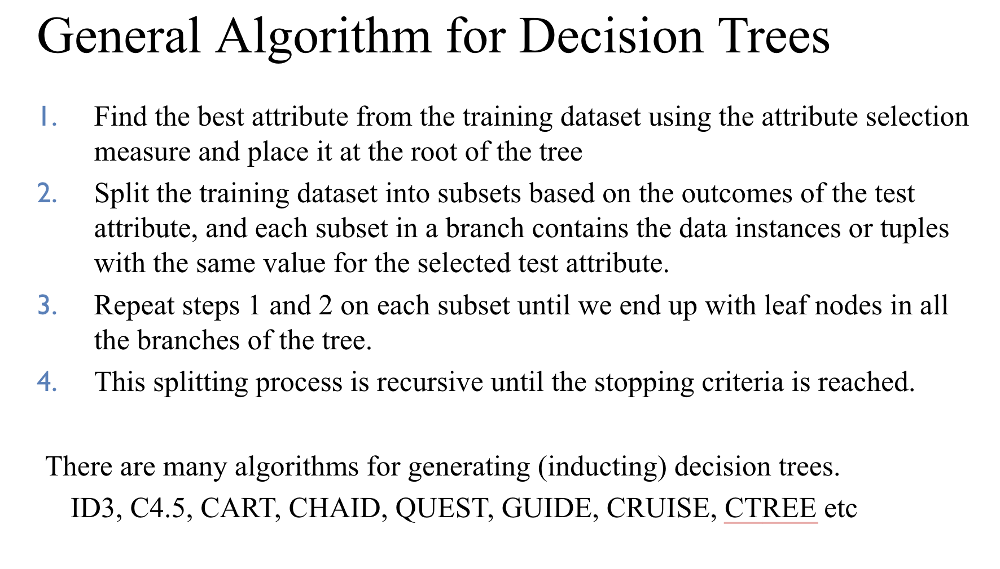 General Algorithm for Decision Trees
1. Find the best attribute from the training dataset using the attribute selection
measure and place it at the root of the tree
2. Split the training dataset into subsets based on the outcomes of the test
attribute, and each subset in a branch contains the data instances or tuples
with the same value for the selected test attribute.
3. Repeat steps 1 and 2 on each subset until we end up with leaf nodes in all
the branches of the tree.
4. This splitting process is recursive until the stopping criteria is reached.
There are many algorithms for generating (inducting) decision trees.
ID3, C4.5, CART, CHAID, QUEST, GUIDE, CRUISE, CTREE etc